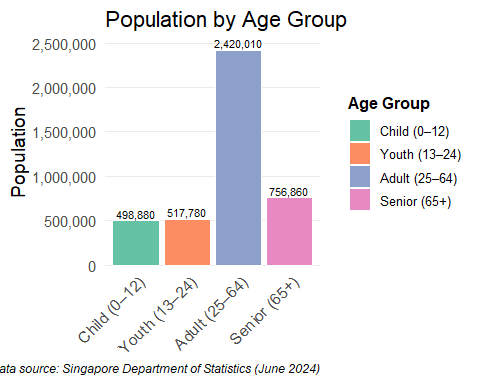 Population by Age Group
2,500,000
2,000,000
1,500,000
1,000,000
500,000
0
Population
498,880
517,780
2,420,010
756,860
Child (0–12)
Youth (13–24)
Adult (25–64)
Senior (65+)
Age Group
Child (0–12)
Youth (13–24)
Adult (25–64)
Senior (65+)
ata source: Singapore Department of Statistics (June 2024)